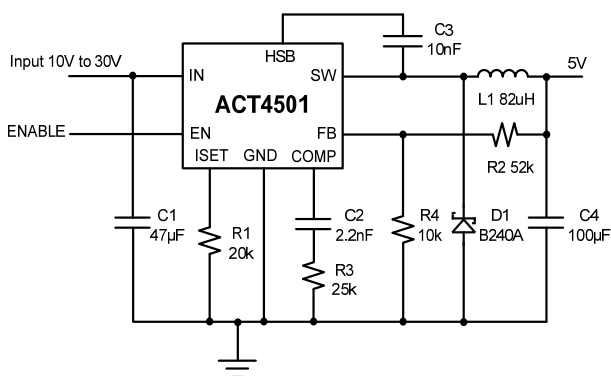 C3
10nF
HSB
Input 10V to 30V
IN
SW
5V
ACT4501
L1 82uH
ENABLE
EN
FB
R2 52k
ISET
GND
COMP
C1
47µF
R1
20k
C2
2.2nF
R3
25k
R4
10k
D1
B240A
C4
100µF